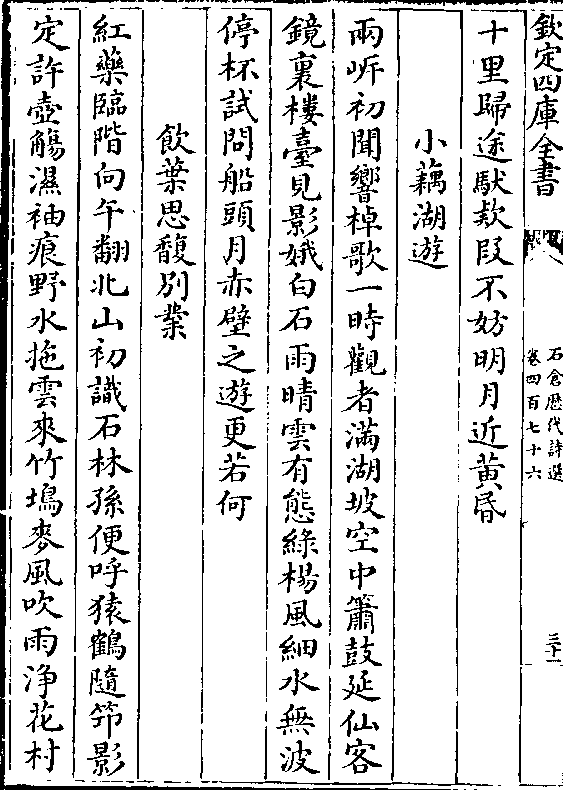 欽定四庫全書
石倉歷代詩選
卷四百七十六
三十一
十里歸途馱欵段不妨明月近黃昏
小藕湖遊
兩岍初聞響棹歌一時觀者滿湖坡空中簫鼓延仙客
鏡裏樓臺見影娥白石雨晴雲有態綠楊風細水無波
停杯試問船頭月赤壁之遊更若何
飲葉思馥別業
紅藥臨階向午翻北山初識石林孫便呼猿鶴隨笻影
定許壺觴濕袖痕野水拖雲來竹塢麥風吹雨浄花村